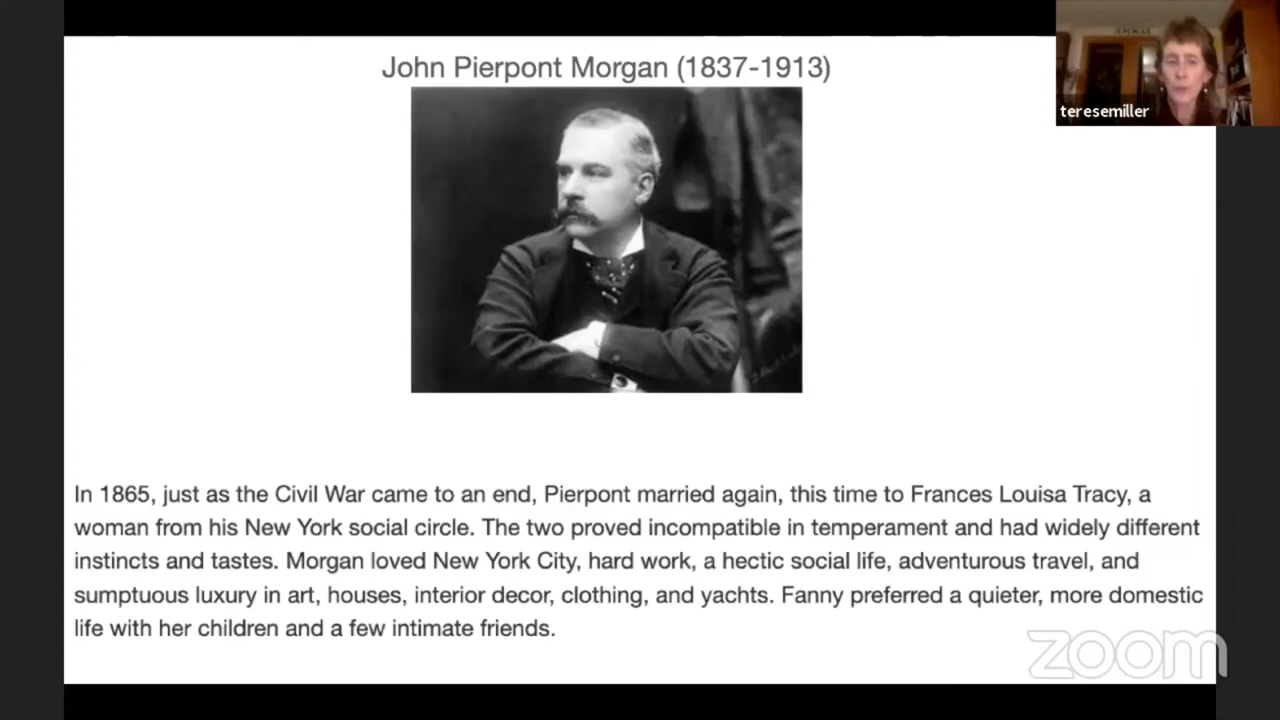 John Pierpont Morgan (1837-1913)
teresemiller
In 1865, just as the Civil War came to an end, Pierpont married again, this time to Frances Louisa Tracy, a
woman from his New York social circle. The two proved incompatible in temperament and had widely different
instincts and tastes. Morgan loved New York City, hard work, a hectic social life, adventurous travel, and
sumptuous luxury in art, houses, interior decor, clothing, and yachts. Fanny preferred a quieter, more domestic
life with her children and a few intimate friends.
zoom